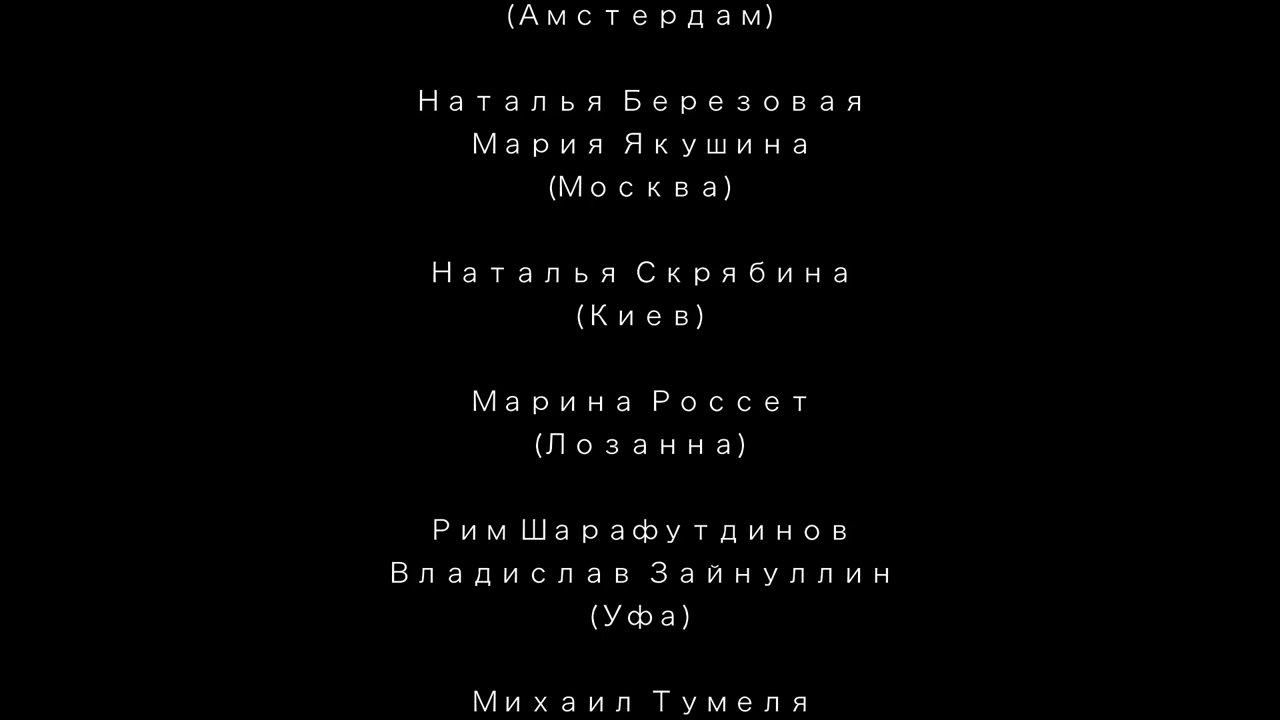 (Амстердам)
Наталья Березовая
Мария Якушина
(Москва)
Наталья Скрябина
(Киев)
Марина Россет
(Лозанна)
Рим Шарафутдинов
Владислав Зайнуллин
(Уфа)
Михаил Тумеля